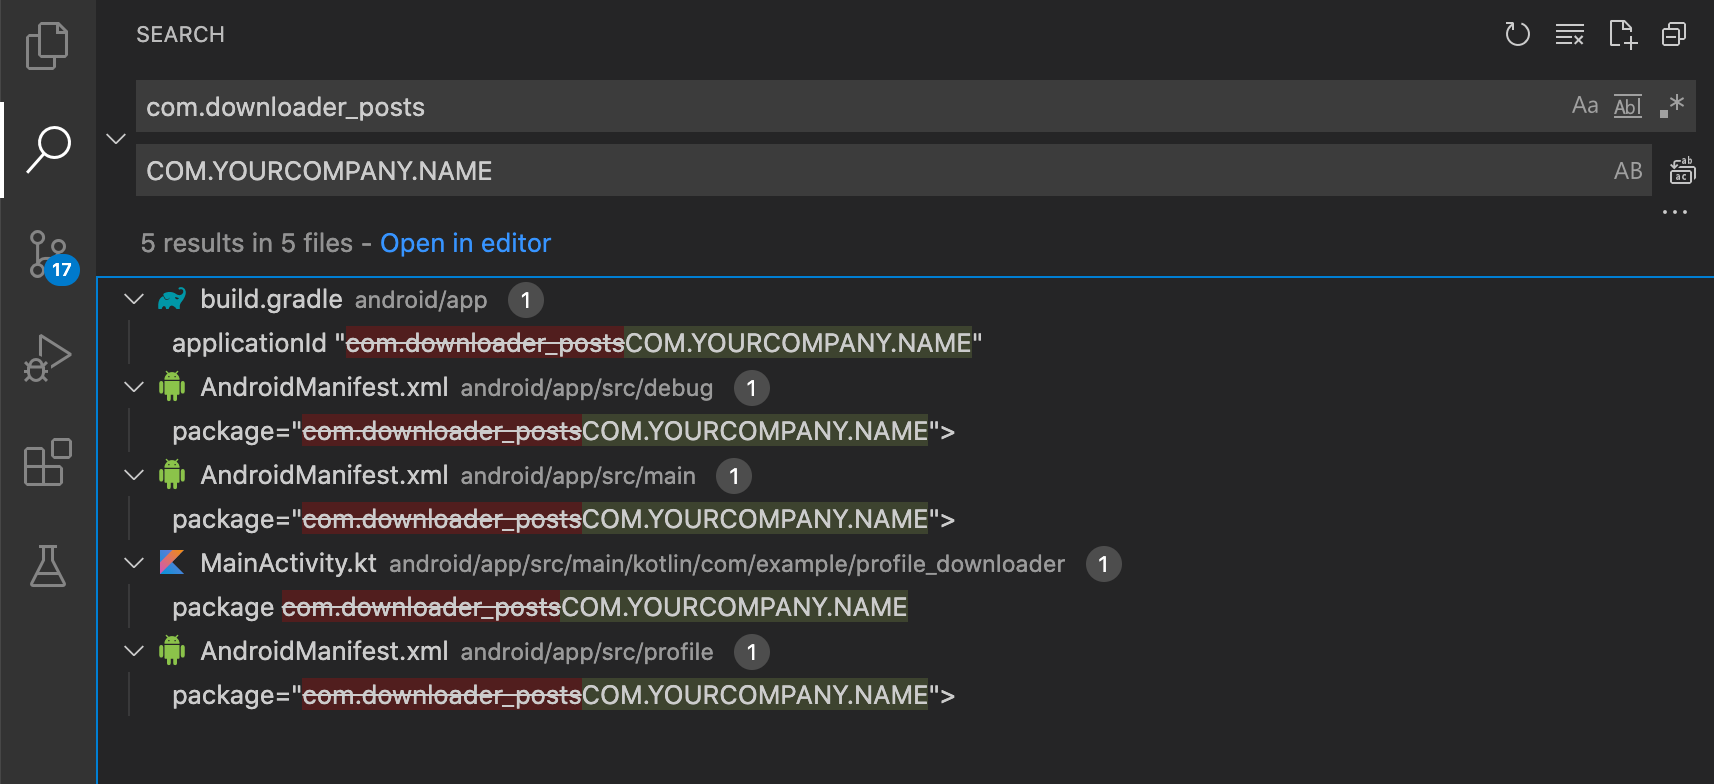 SEARCH
com.downloader_posts
Aa Abl .*
COM.YOURCOMPANY.NAME
AB
ab
ac
...
5 results in 5 files - Open in editor
17
build.gradle android/app 1
applicationId "com.downloader_postsCOM.YOURCOMPANY.NAME"
AndroidManifest.xml android/app/src/debug 1
package="com.downloader_postsCOM.YOURCOMPANY.NAME">
AndroidManifest.xml android/app/src/main 1
package="com.downloader_postsCOM.YOURCOMPANY.NAME">
MainActivity.kt android/app/src/main/kotlin/com/example/profile_downloader 1
package com.downloader_postsCOM.YOURCOMPANY.NAME
AndroidManifest.xml android/app/src/profile 1
package="com.downloader_postsCOM.YOURCOMPANY.NAME">